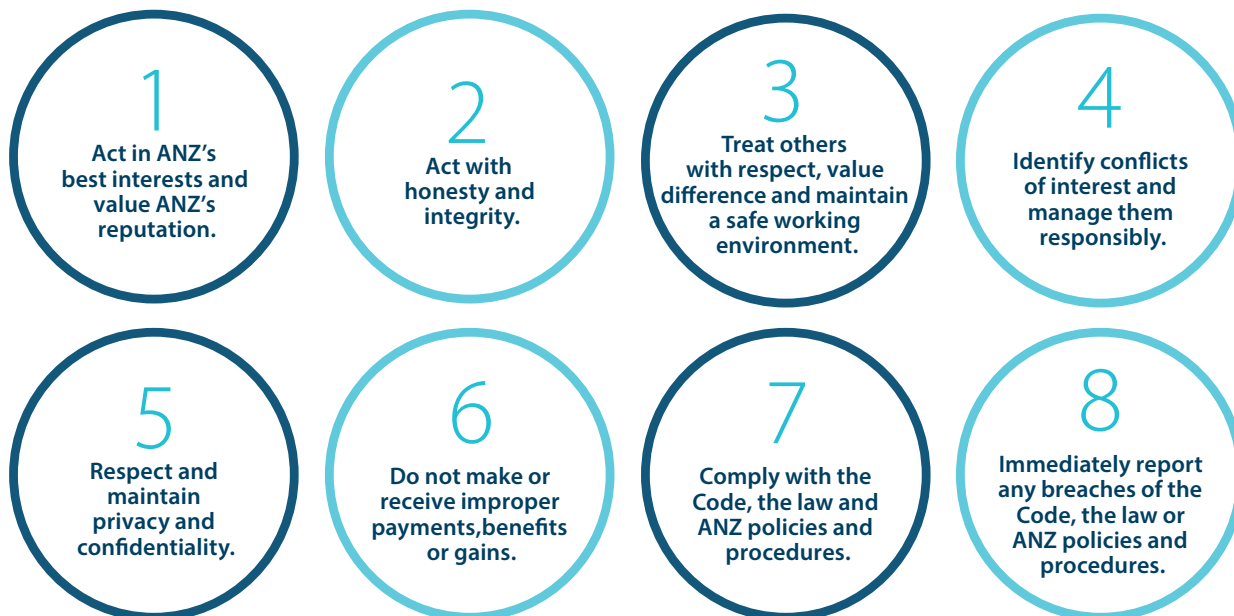 1
Act in ANZ's
best interests and
value ANZ's
reputation.
2
Act with
honesty and
integrity.
3
Treat others
with respect, value
difference and maintain
a safe working
environment.
4
Identify conflicts
of interest and
manage them
responsibly.
5
Respect and
maintain
privacy and
confidentiality.
6
Do not make or
receive improper
payments,benefits
or gains.
7
Comply with the
Code, the law and
ANZ policies and
procedures.
8
Immediately report
any breaches of the
Code, the law or
ANZ policies and
procedures.